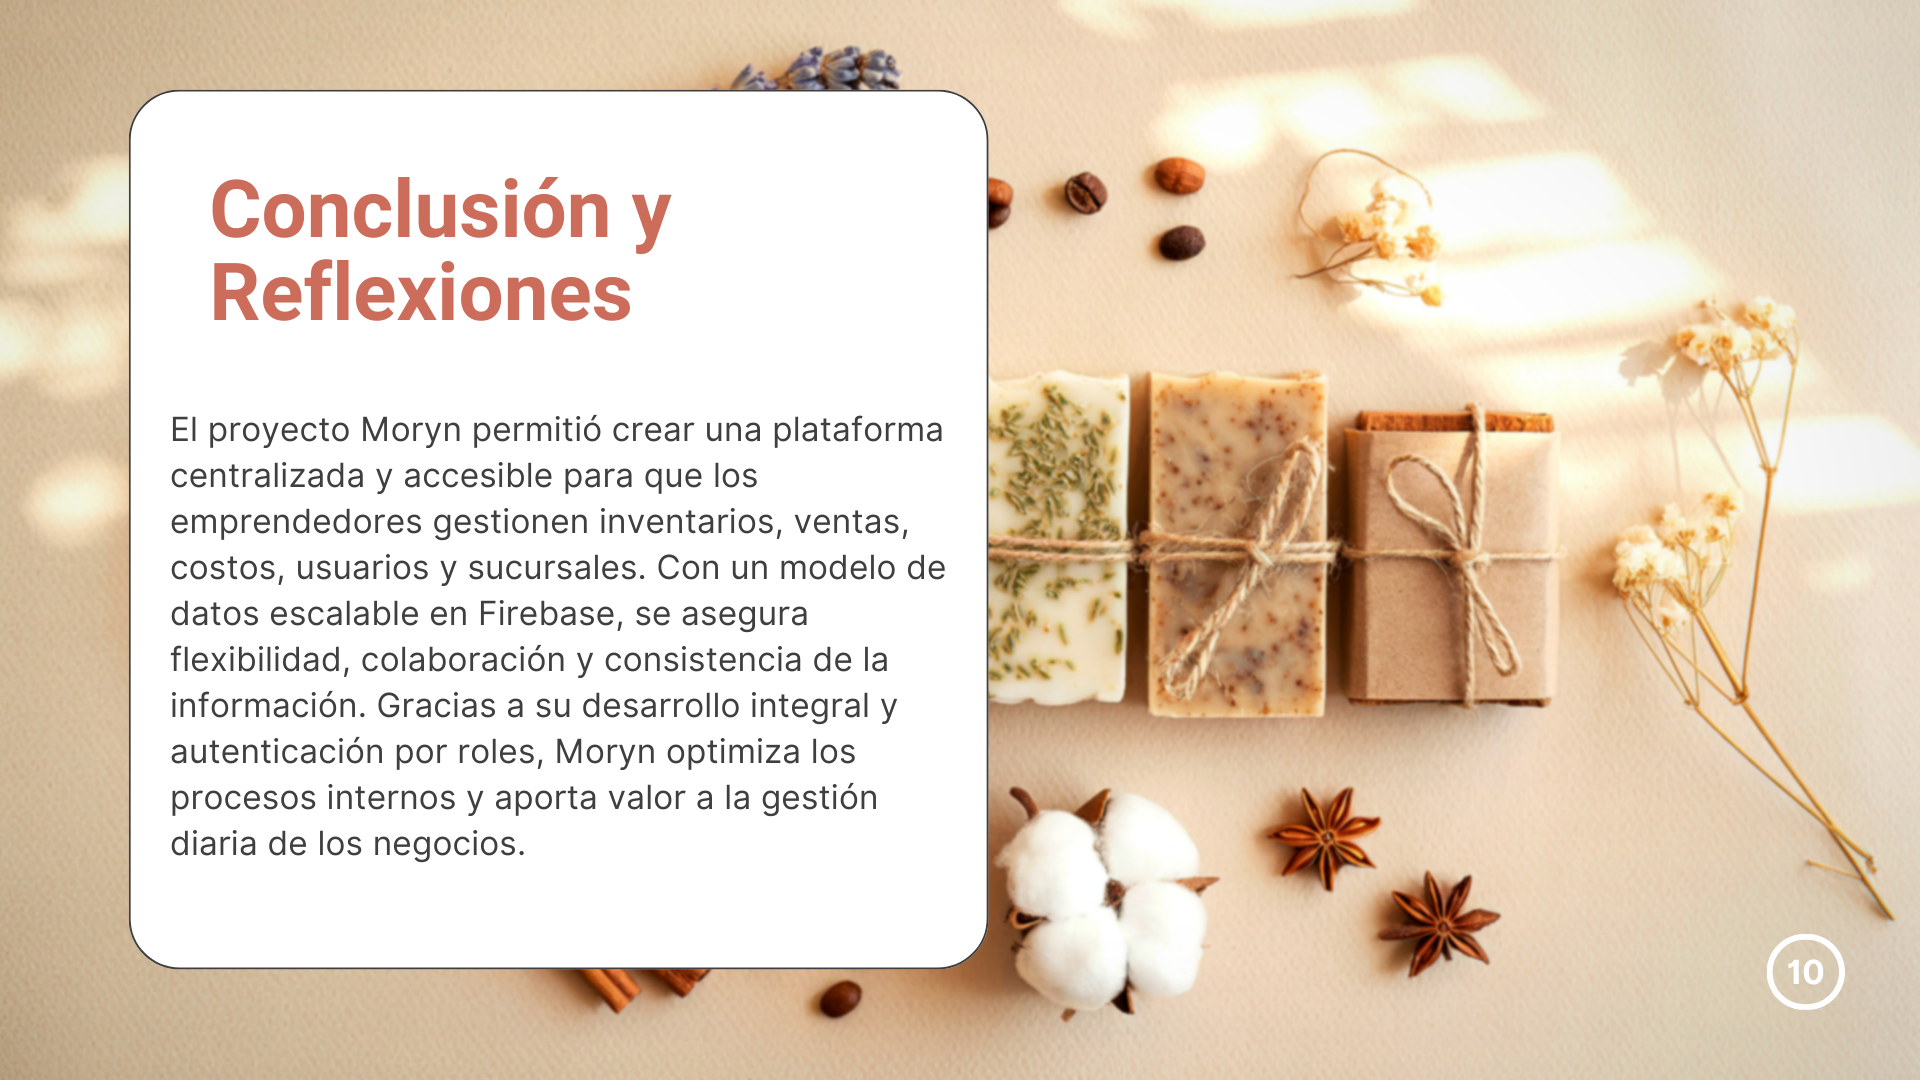 Conclusión y
Reflexiones
El proyecto Moryn permitió crear una plataforma
centralizada y accesible para que los
emprendedores gestionen inventarios, ventas,
costos, usuarios y sucursales. Con un modelo de
datos escalable en Firebase, se asegura
flexibilidad, colaboración y consistencia de la
información. Gracias a su desarrollo integral y
autenticación por roles, Moryn optimiza los
procesos internos y aporta valor a la gestión
diaria de los negocios.
10